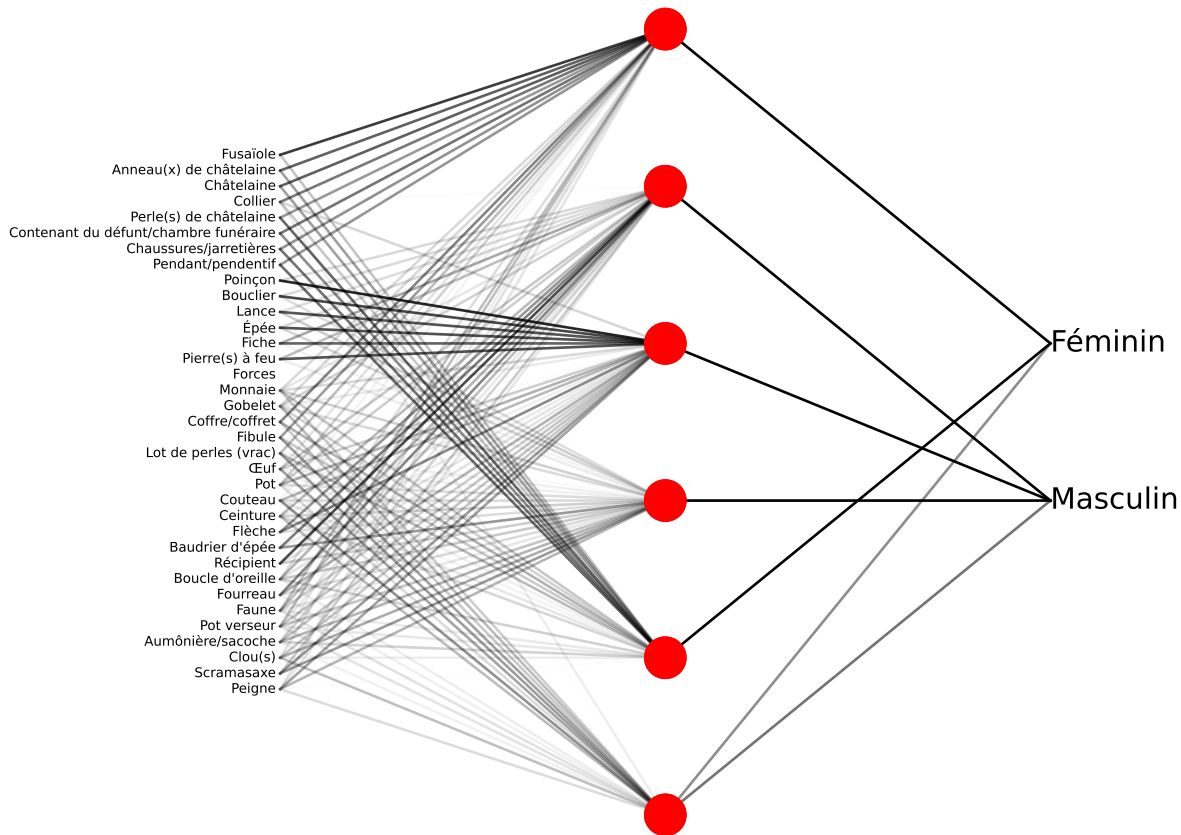 Fusaïole
Anneau(x) de châtelaine
Châtelaine
Collier
Perle(s) de châtelaine
Contenant du défunt/chambre funéraire
Chaussures/jarretières
Pendant/pendentif
Poinçon
Bouclier
Lance
Épée
Fiche
Pierre(s) à feu
Forces
Monnaie
Gobelet
Coffre/coffret
Fibule
Lot de perles (vrac)
Œuf
Pot
Couteau
Ceinture
Flèche
Baudrier d'épée
Récipient
Boucle d'oreille
Fourreau
Faune
Pot verseur
Aumônière/sacoche
Clou(s)
Scramasaxe
Peigne
Féminin
Masculin